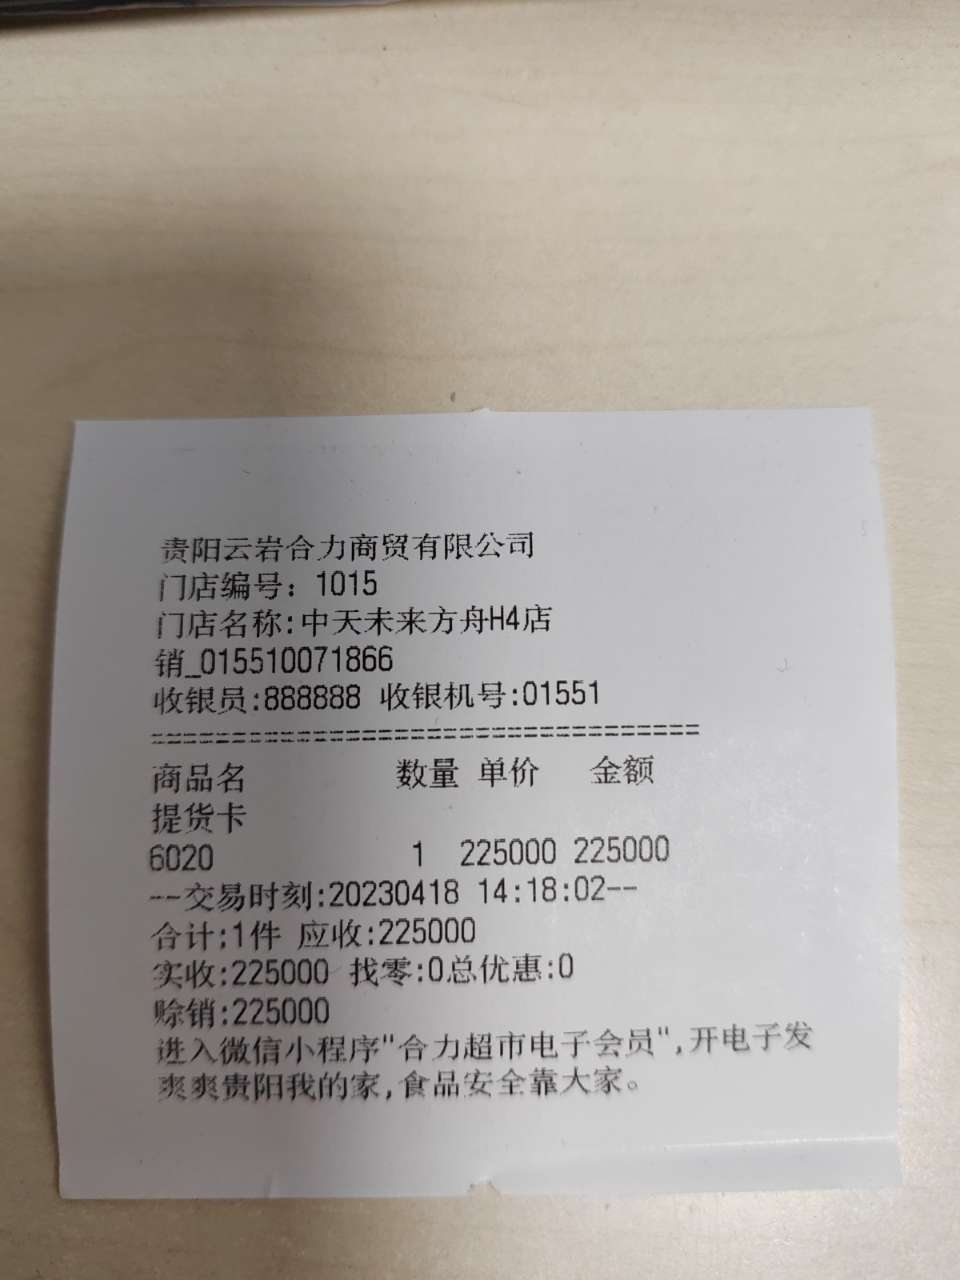 贵阳云岩合力商贸有限公司
门店编号：1015
门店名称:中天未来方舟H4店
销_015510071866
收银员:888888 收银机号:01551
==================================
商品名 数量 单价 金额
提货卡
6020 1 225000 225000
--交易时刻:20230418 14:18:02--
合计:1件 应收:225000
实收:225000 找零:0总优惠:0
赊销:225000
进入微信小程序"合力超市电子会员",开电子发
爽爽贵阳我的家,食品安全靠大家。